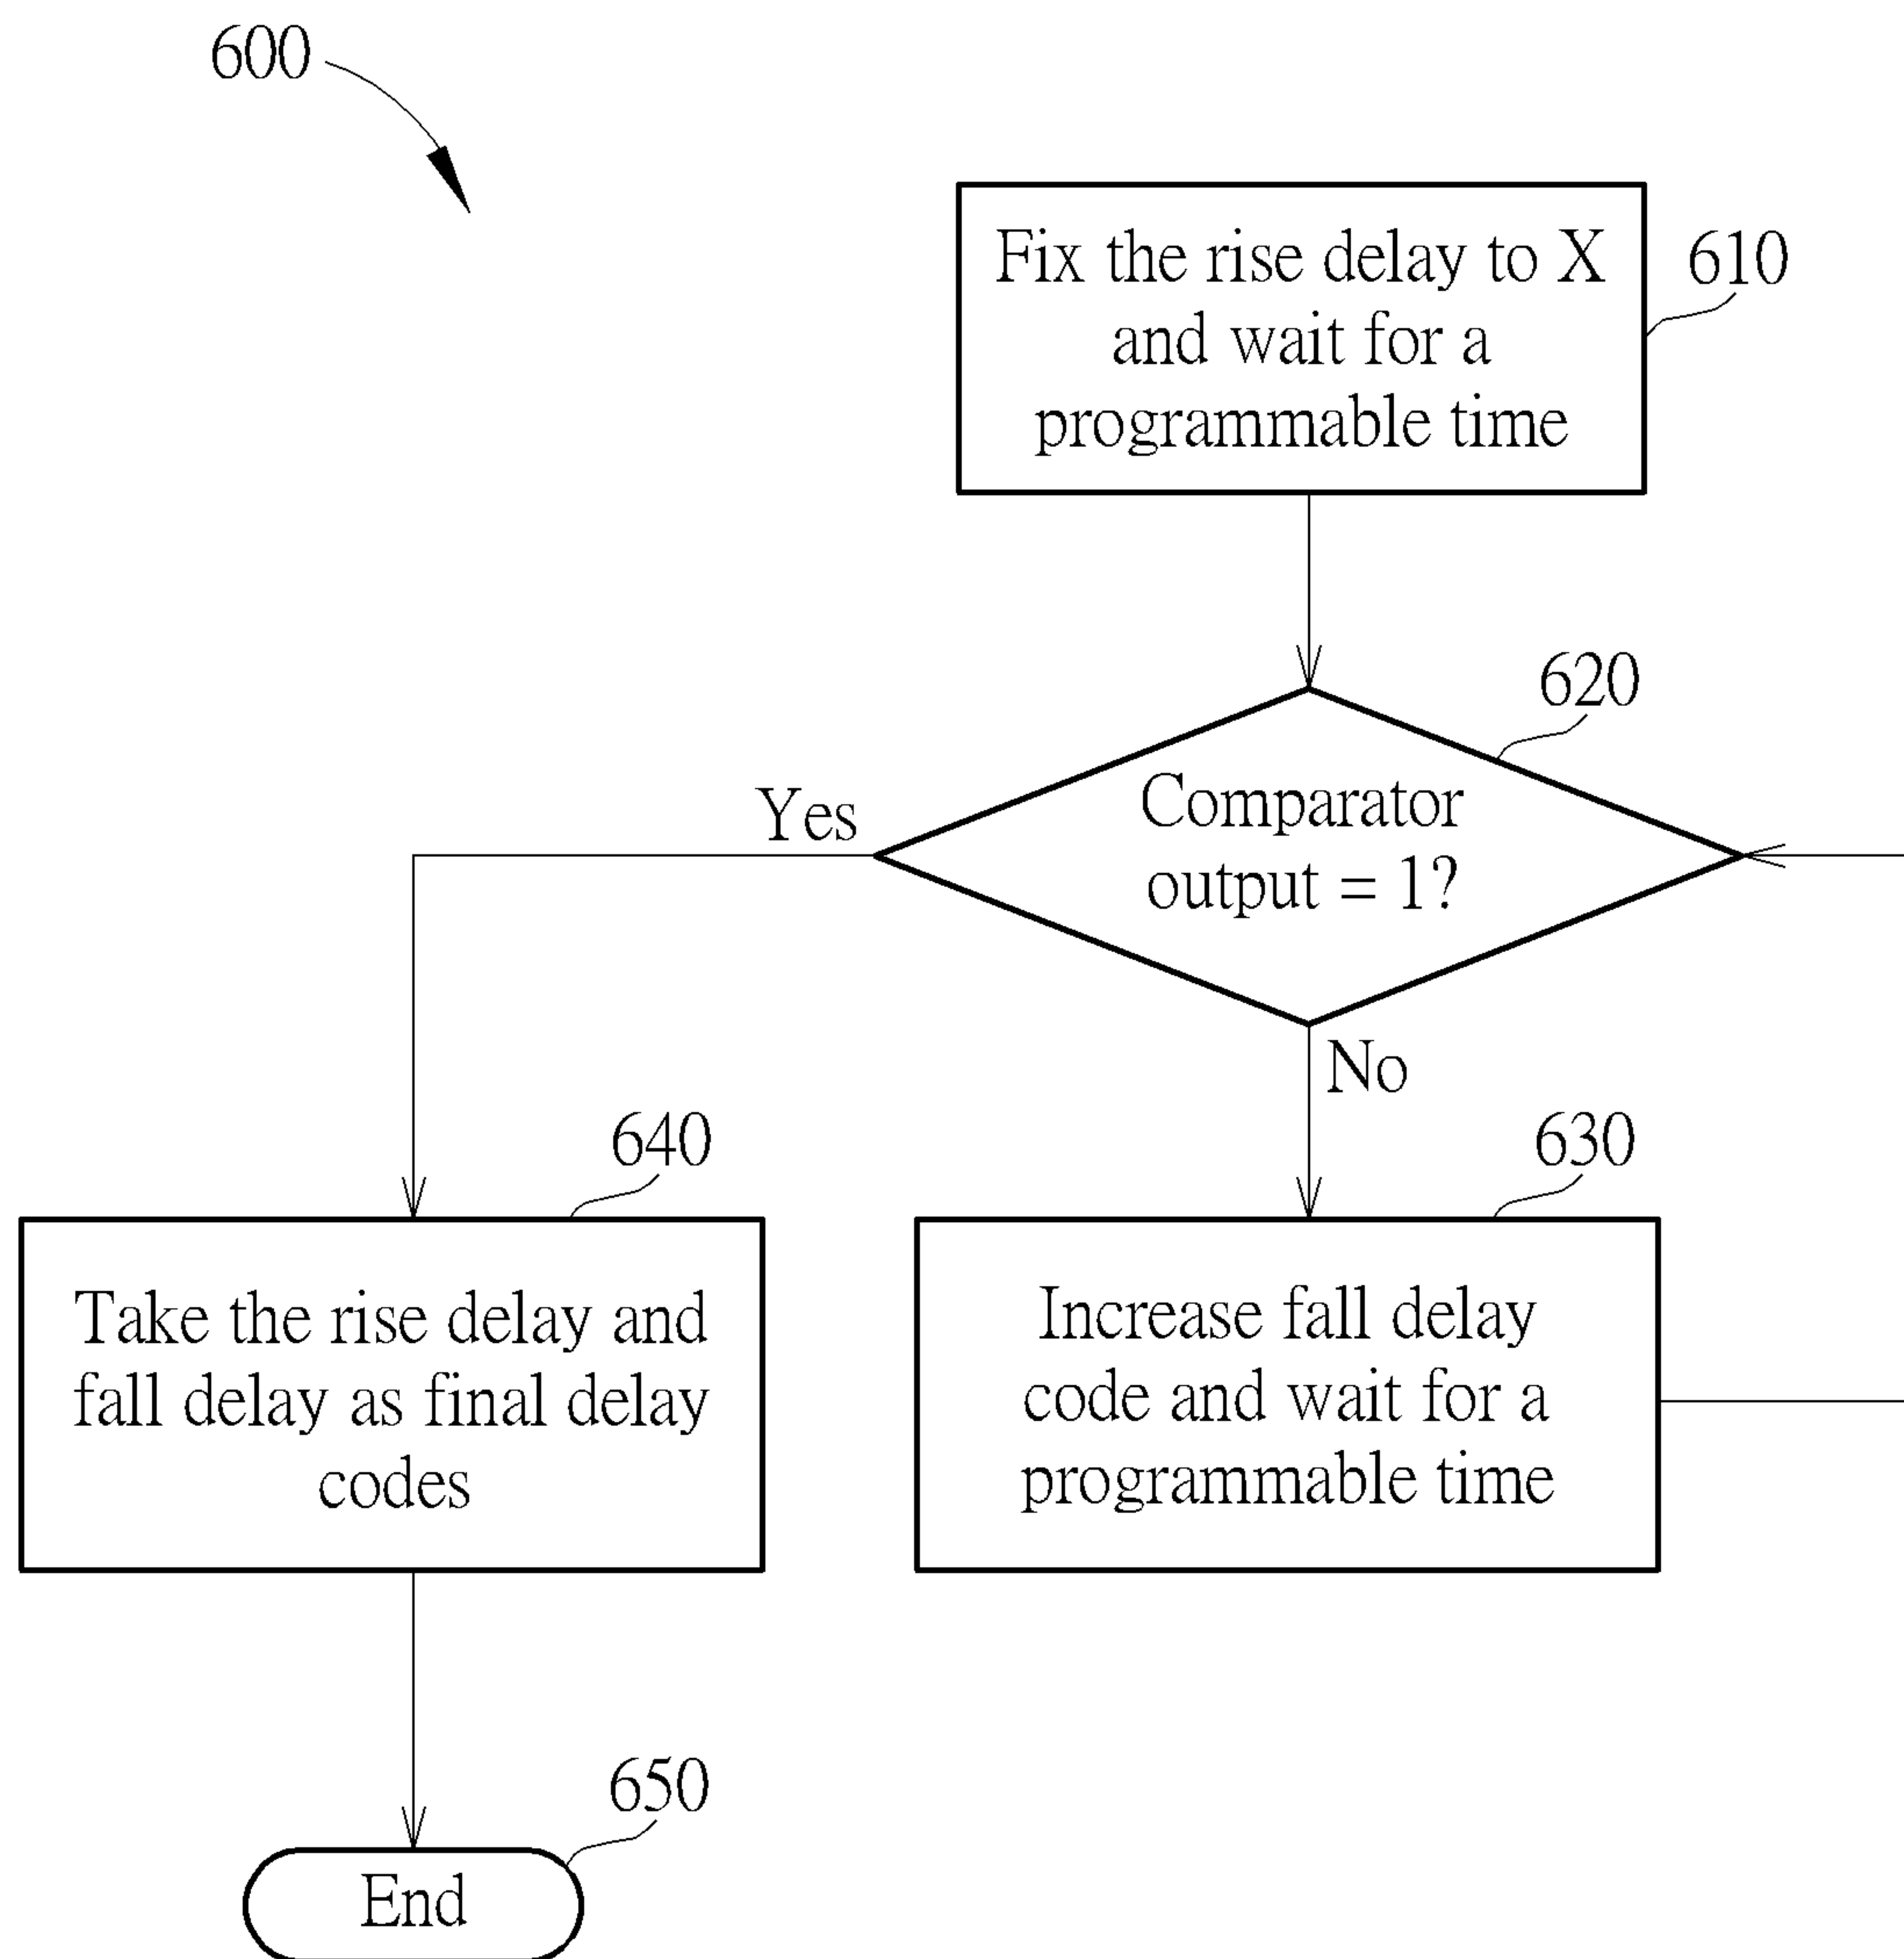 600
Fix the rise delay to X
and wait for a
programmable time
610
620
Comparator
output = 1?
Yes
No
640
630
Take the rise delay and
fall delay as final delay
codes
Increase fall delay
code and wait for a
programmable time
650
End